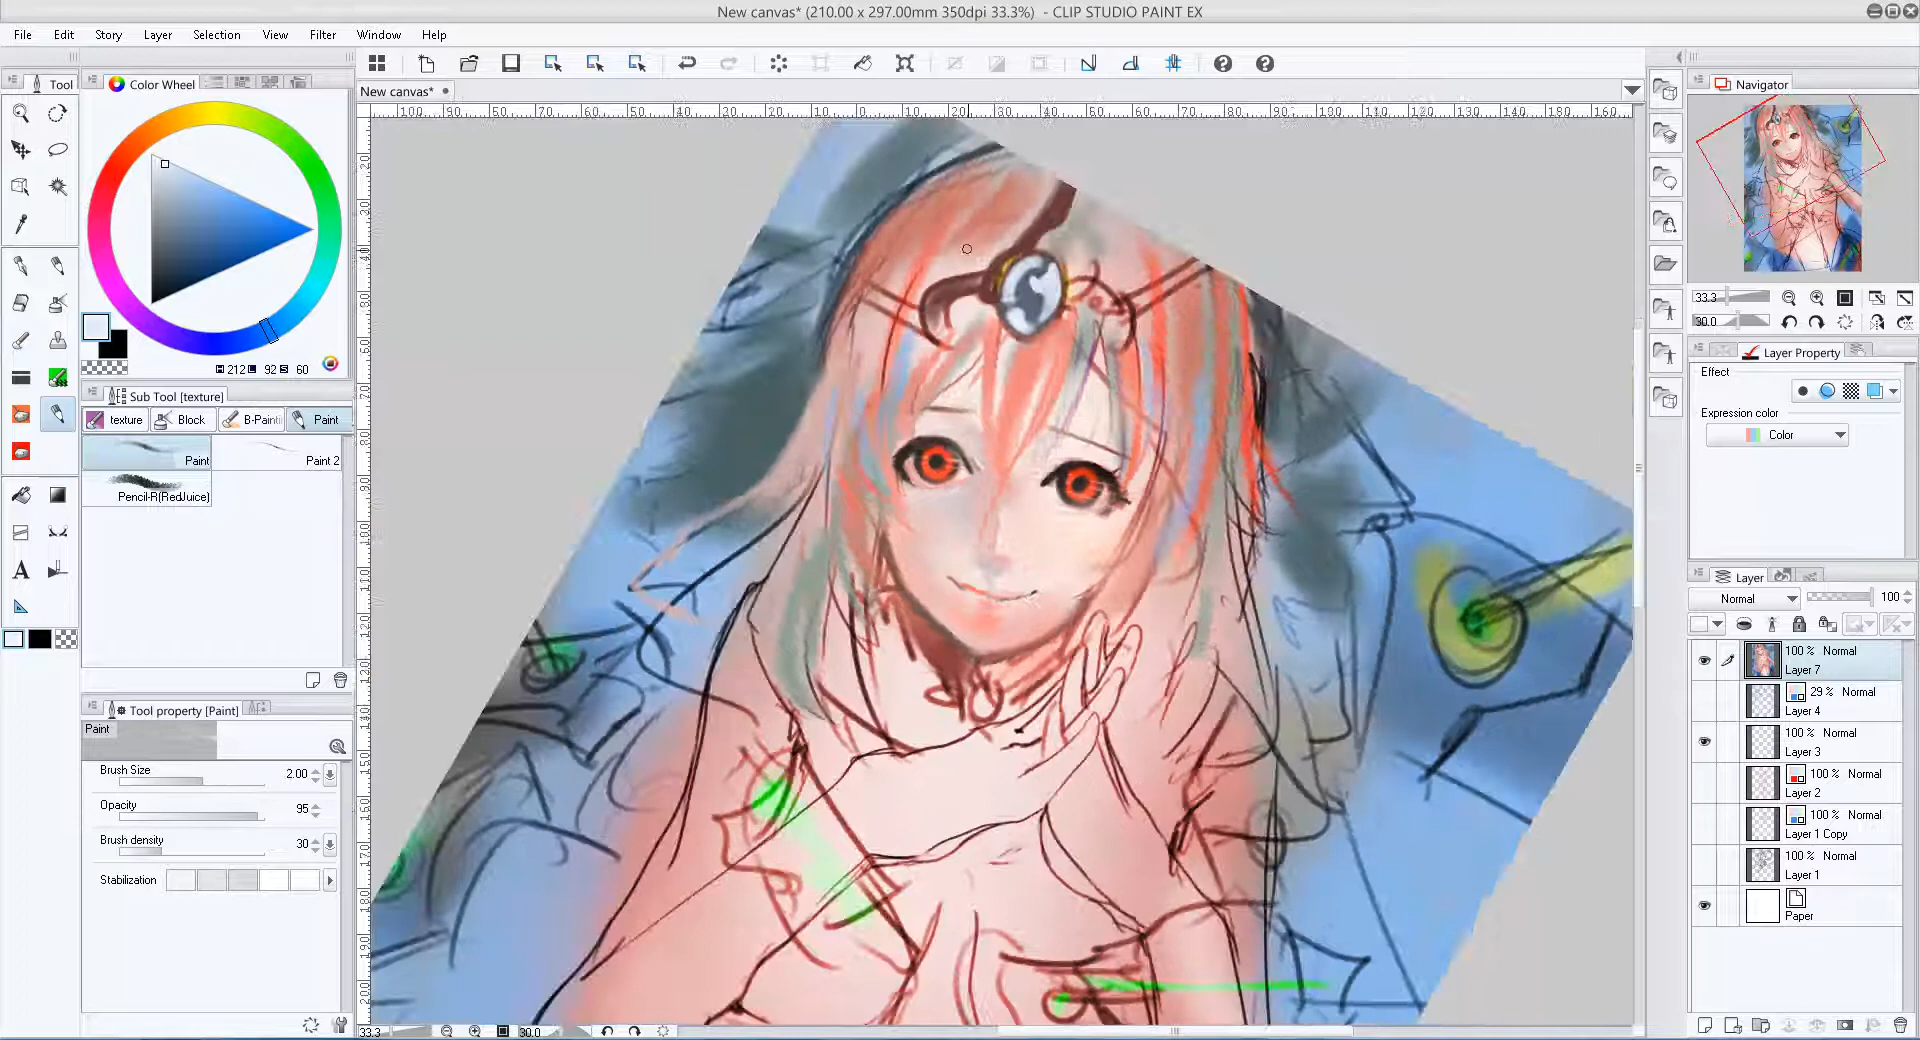 New canvas* (210.00 x 297.00mm 350dpi 33.3%) - CLIP STUDIO PAINT EX
File Edit Story Layer Selection View Filter Window Help
Tool
Color Wheel
New canvas*
Navigator
212 92 60
33.3
30.0
Layer Property
Effect
Expression color
Color
Sub Tool [texture]
texture Block B-Painti Paint
Paint
Paint 2
Pencil-R(RedJuice)
Layer
Normal 100
100 % Normal
Layer 7
29 % Normal
Layer 4
100 % Normal
Layer 3
100 % Normal
Layer 2
100 % Normal
Layer 1 Copy
100 % Normal
Layer 1
Paper
Tool property [Paint]
Paint
Brush Size 2.00
Opacity 95
Brush density 30
Stabilization
33.3 30.0